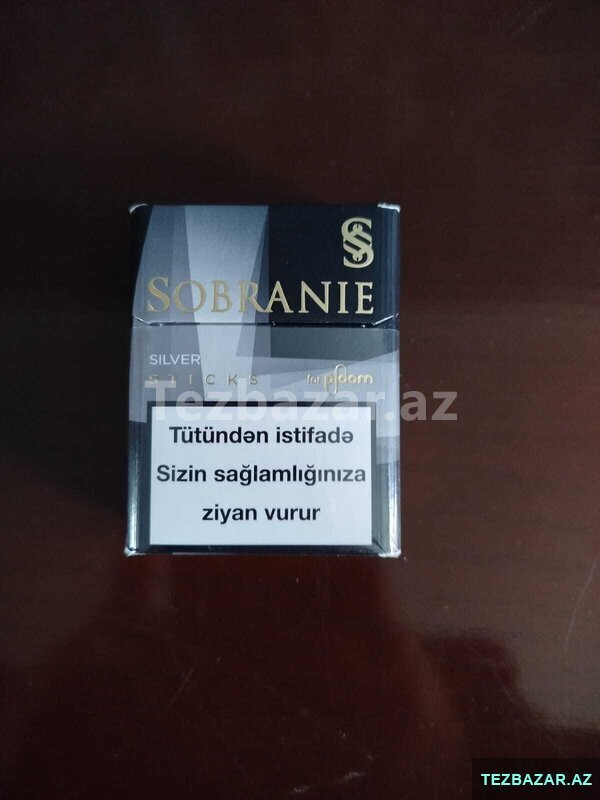 SOBRANIE
SILVER
STICKS for ploom
Tezbazar.az
Tütündən istifadə
Sizin sağlamlığınıza
ziyan vurur
TEZBAZAR.AZ